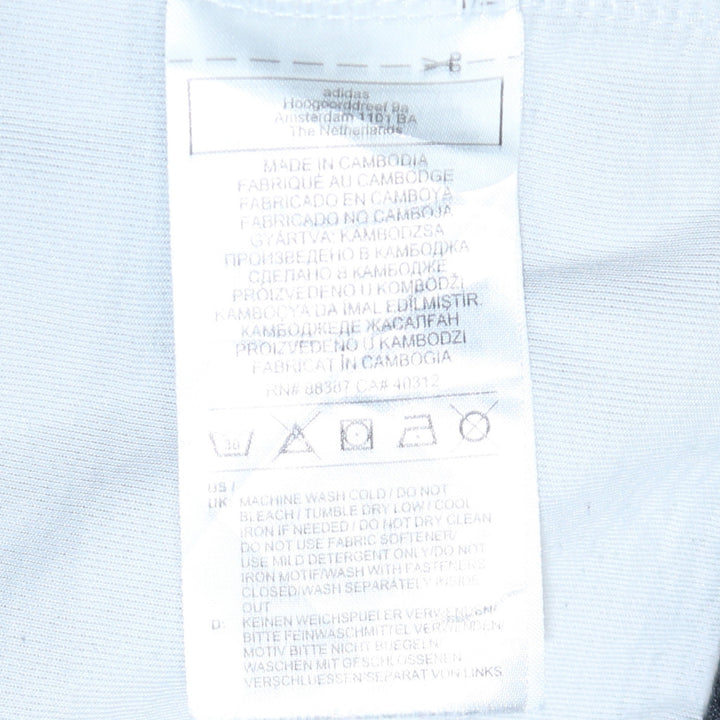 adidas
Hoogoorddreef 9a
Amsterdam 1101 BA
The Netherlands
MADE IN CAMBODIA
FABRIQUÉ AU CAMBODGE
FABRICADO EN CAMBOYA
FABRICADO NO CAMBOJA
GYÁRTVA: KAMBODZSA
ПРОИЗВЕДЕНО В КАМБОДЖА
СДЕЛАНО В КАМБОДЖЕ
PROIZVEDENO U KOMBODŽI
KAMBOÇYA DA IMAL EDİLMİŞTİR.
КАМБОДЖЕДЕ ЖАСАЛҒАН
PROIZVEDENO U KAMBODZI
FABRICAT ÎN CAMBOGIA
RN# 88387 CA# 40312
30
US /
UK: MACHINE WASH COLD / DO NOT
BLEACH / TUMBLE DRY LOW / COOL
IRON IF NEEDED / DO NOT DRY CLEAN
DO NOT USE FABRIC SOFTENER/
USE MILD DETERGENT ONLY/DO NOT
IRON MOTIF/WASH WITH FASTENERS
CLOSED/WASH SEPARATELY INSIDE
OUT
D: KEINEN WEICHSPUELER VERWENDEN/
BITTE FEINWASCHMITTEL VERWENDEN
MOTIV BITTE NICHT BUEGELN/
WASCHEN MIT GESCHLOSSENEN
VERSCHLUESSEN/SEPARAT VON LINKS